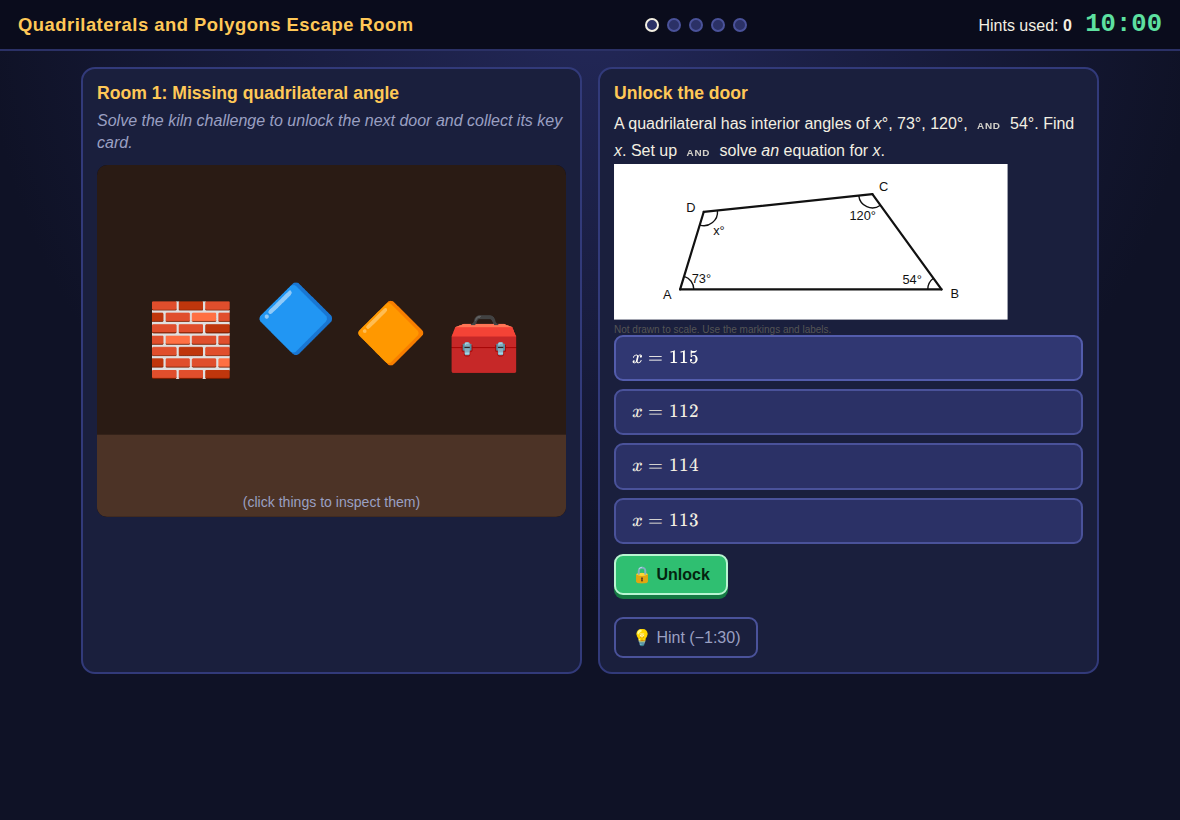 Quadrilaterals and Polygons Escape Room
Hints used: 0 10:00
Room 1: Missing quadrilateral angle
Solve the kiln challenge to unlock the next door and collect its key
card.
(click things to inspect them)
Unlock the door
A quadrilateral has interior angles of x°, 73°, 120°, AND 54°. Find
x. Set up AND solve an equation for x.
D
C
x°
120°
A
73°
54°
B
Not drawn to scale. Use the markings and labels.
x = 115
x = 112
x = 114
x = 113
🔒 Unlock
💡 Hint (−1:30)